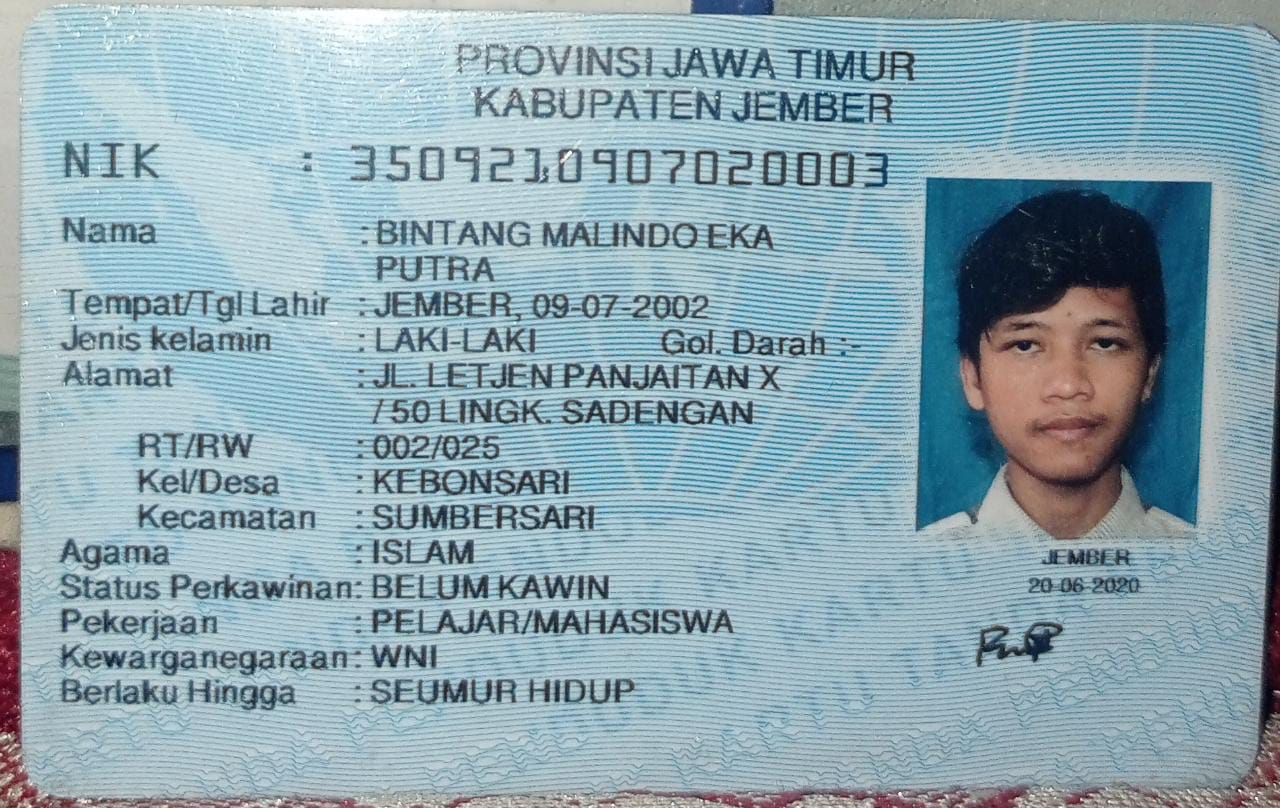 PROVINSI JAWA TIMUR
KABUPATEN JEMBER
NIK : 3509210907020003
Nama : BINTANG MALINDO EKA
PUTRA
Tempat/Tgl Lahir : JEMBER, 09-07-2002
Jenis kelamin : LAKI-LAKI Gol. Darah :-
Alamat : JL. LETJEN PANJAITAN X
/ 50 LINGK. SADENGAN
RT/RW : 002/025
Kel/Desa : KEBONSARI
Kecamatan : SUMBERSARI
Agama : ISLAM
Status Perkawinan: BELUM KAWIN
Pekerjaan : PELAJAR/MAHASISWA
Kewarganegaraan: WNI
Berlaku Hingga : SEUMUR HIDUP
JEMBER
20-06-2020